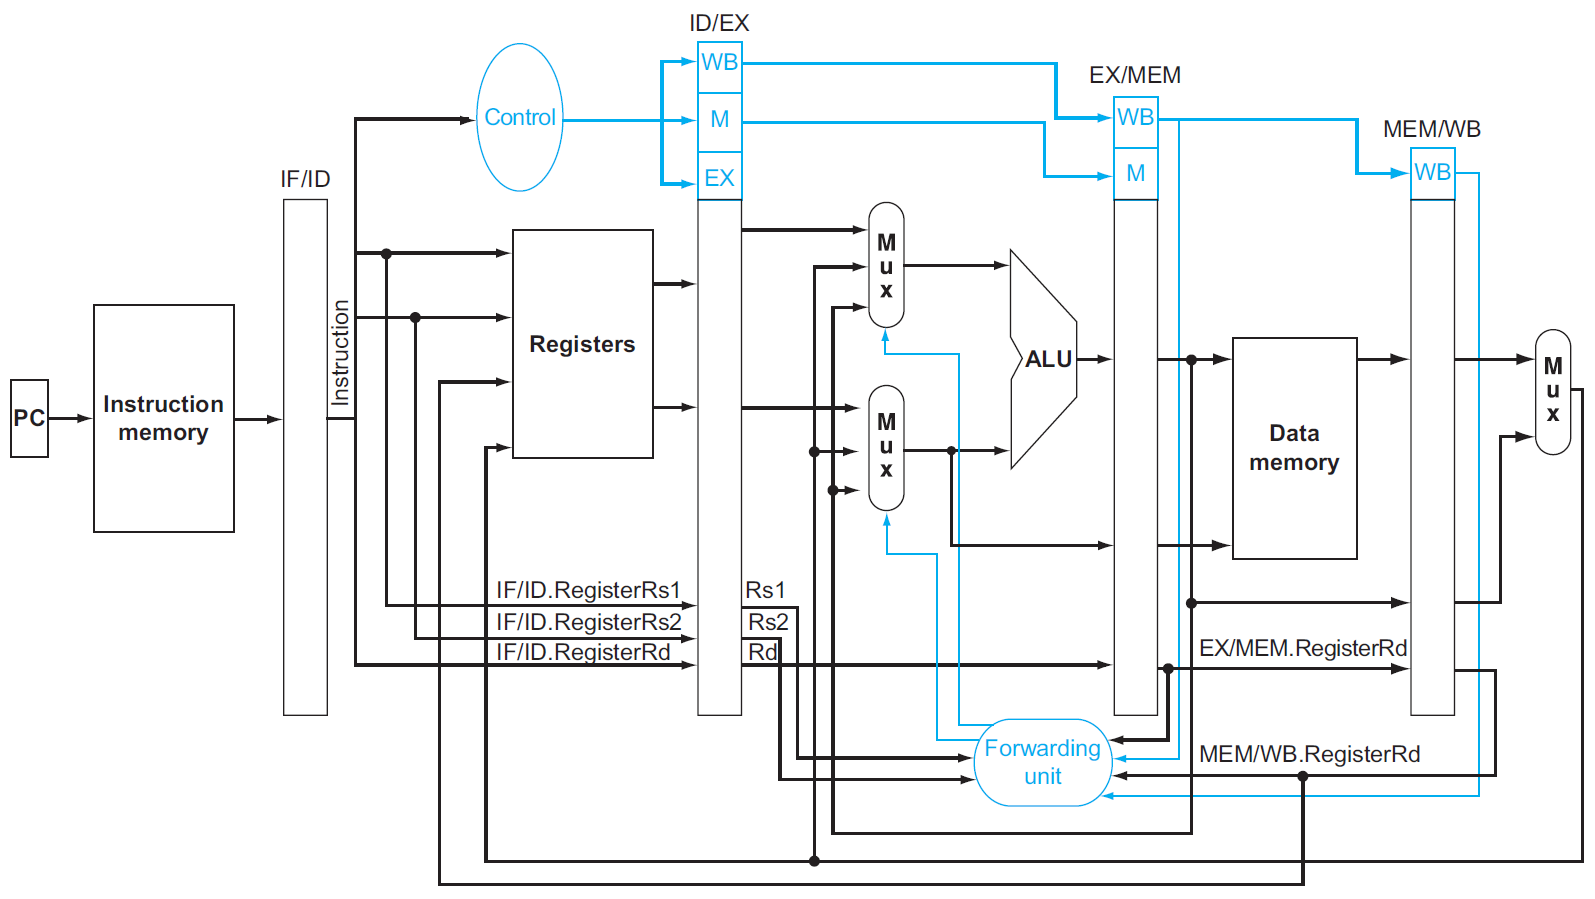 ID/EX
WB
M
EX
Control
EX/MEM
WB
M
MEM/WB
WB
IF/ID
Instruction
PC
Instruction
memory
Registers
M
u
x
M
u
x
ALU
Data
memory
M
u
x
IF/ID.RegisterRs1
IF/ID.RegisterRs2
IF/ID.RegisterRd
Rs1
Rs2
Rd
EX/MEM.RegisterRd
Forwarding
unit
MEM/WB.RegisterRd